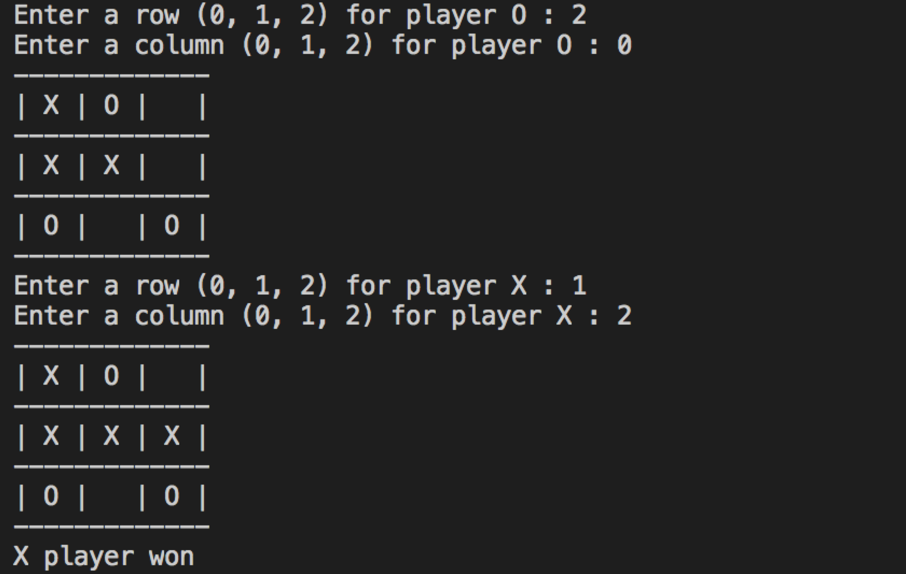 Enter a row (0, 1, 2) for player O : 2
Enter a column (0, 1, 2) for player O : 0
-------------
| X | O |   |
-------------
| X | X |   |
-------------
| O |   | O |
-------------
Enter a row (0, 1, 2) for player X : 1
Enter a column (0, 1, 2) for player X : 2
-------------
| X | O |   |
-------------
| X | X | X |
-------------
| O |   | O |
-------------
X player won